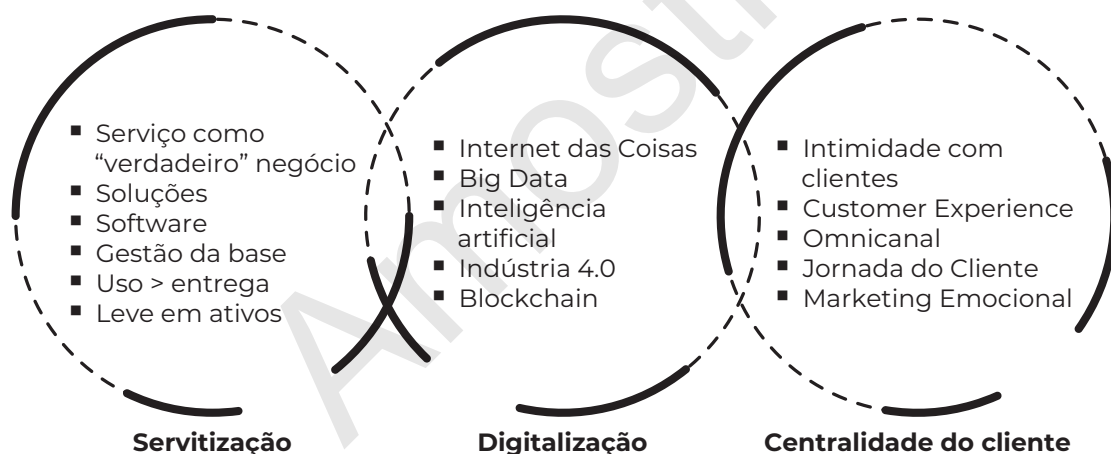 ■ Serviço como
“verdadeiro” negócio
■ Soluções
■ Software
■ Gestão da base
■ Uso > entrega
■ Leve em ativos
Servitização
■ Internet das Coisas
■ Big Data
■ Inteligência
artificial
■ Indústria 4.0
■ Blockchain
Digitalização
■ Intimidade com
clientes
■ Customer Experience
■ Omnicanal
■ Jornada do Cliente
■ Marketing Emocional
Centralidade do cliente
Amostr